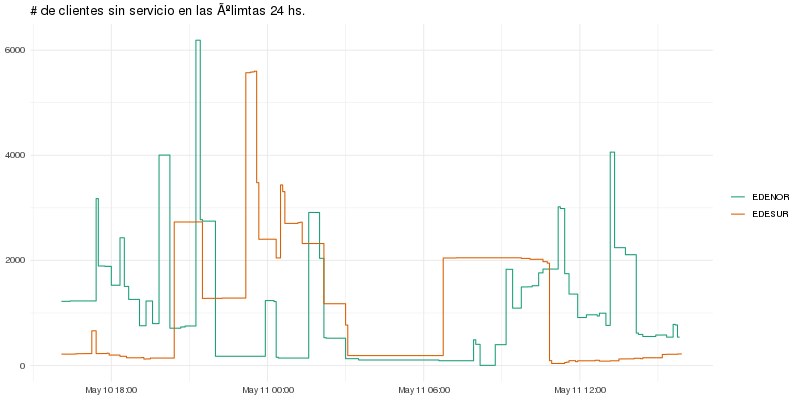 # de clientes sin servicio en las Ãºlimtas 24 hs.
6000
4000
2000
0
May 10 18:00
May 11 00:00
May 11 06:00
May 11 12:00
EDENOR
EDESUR